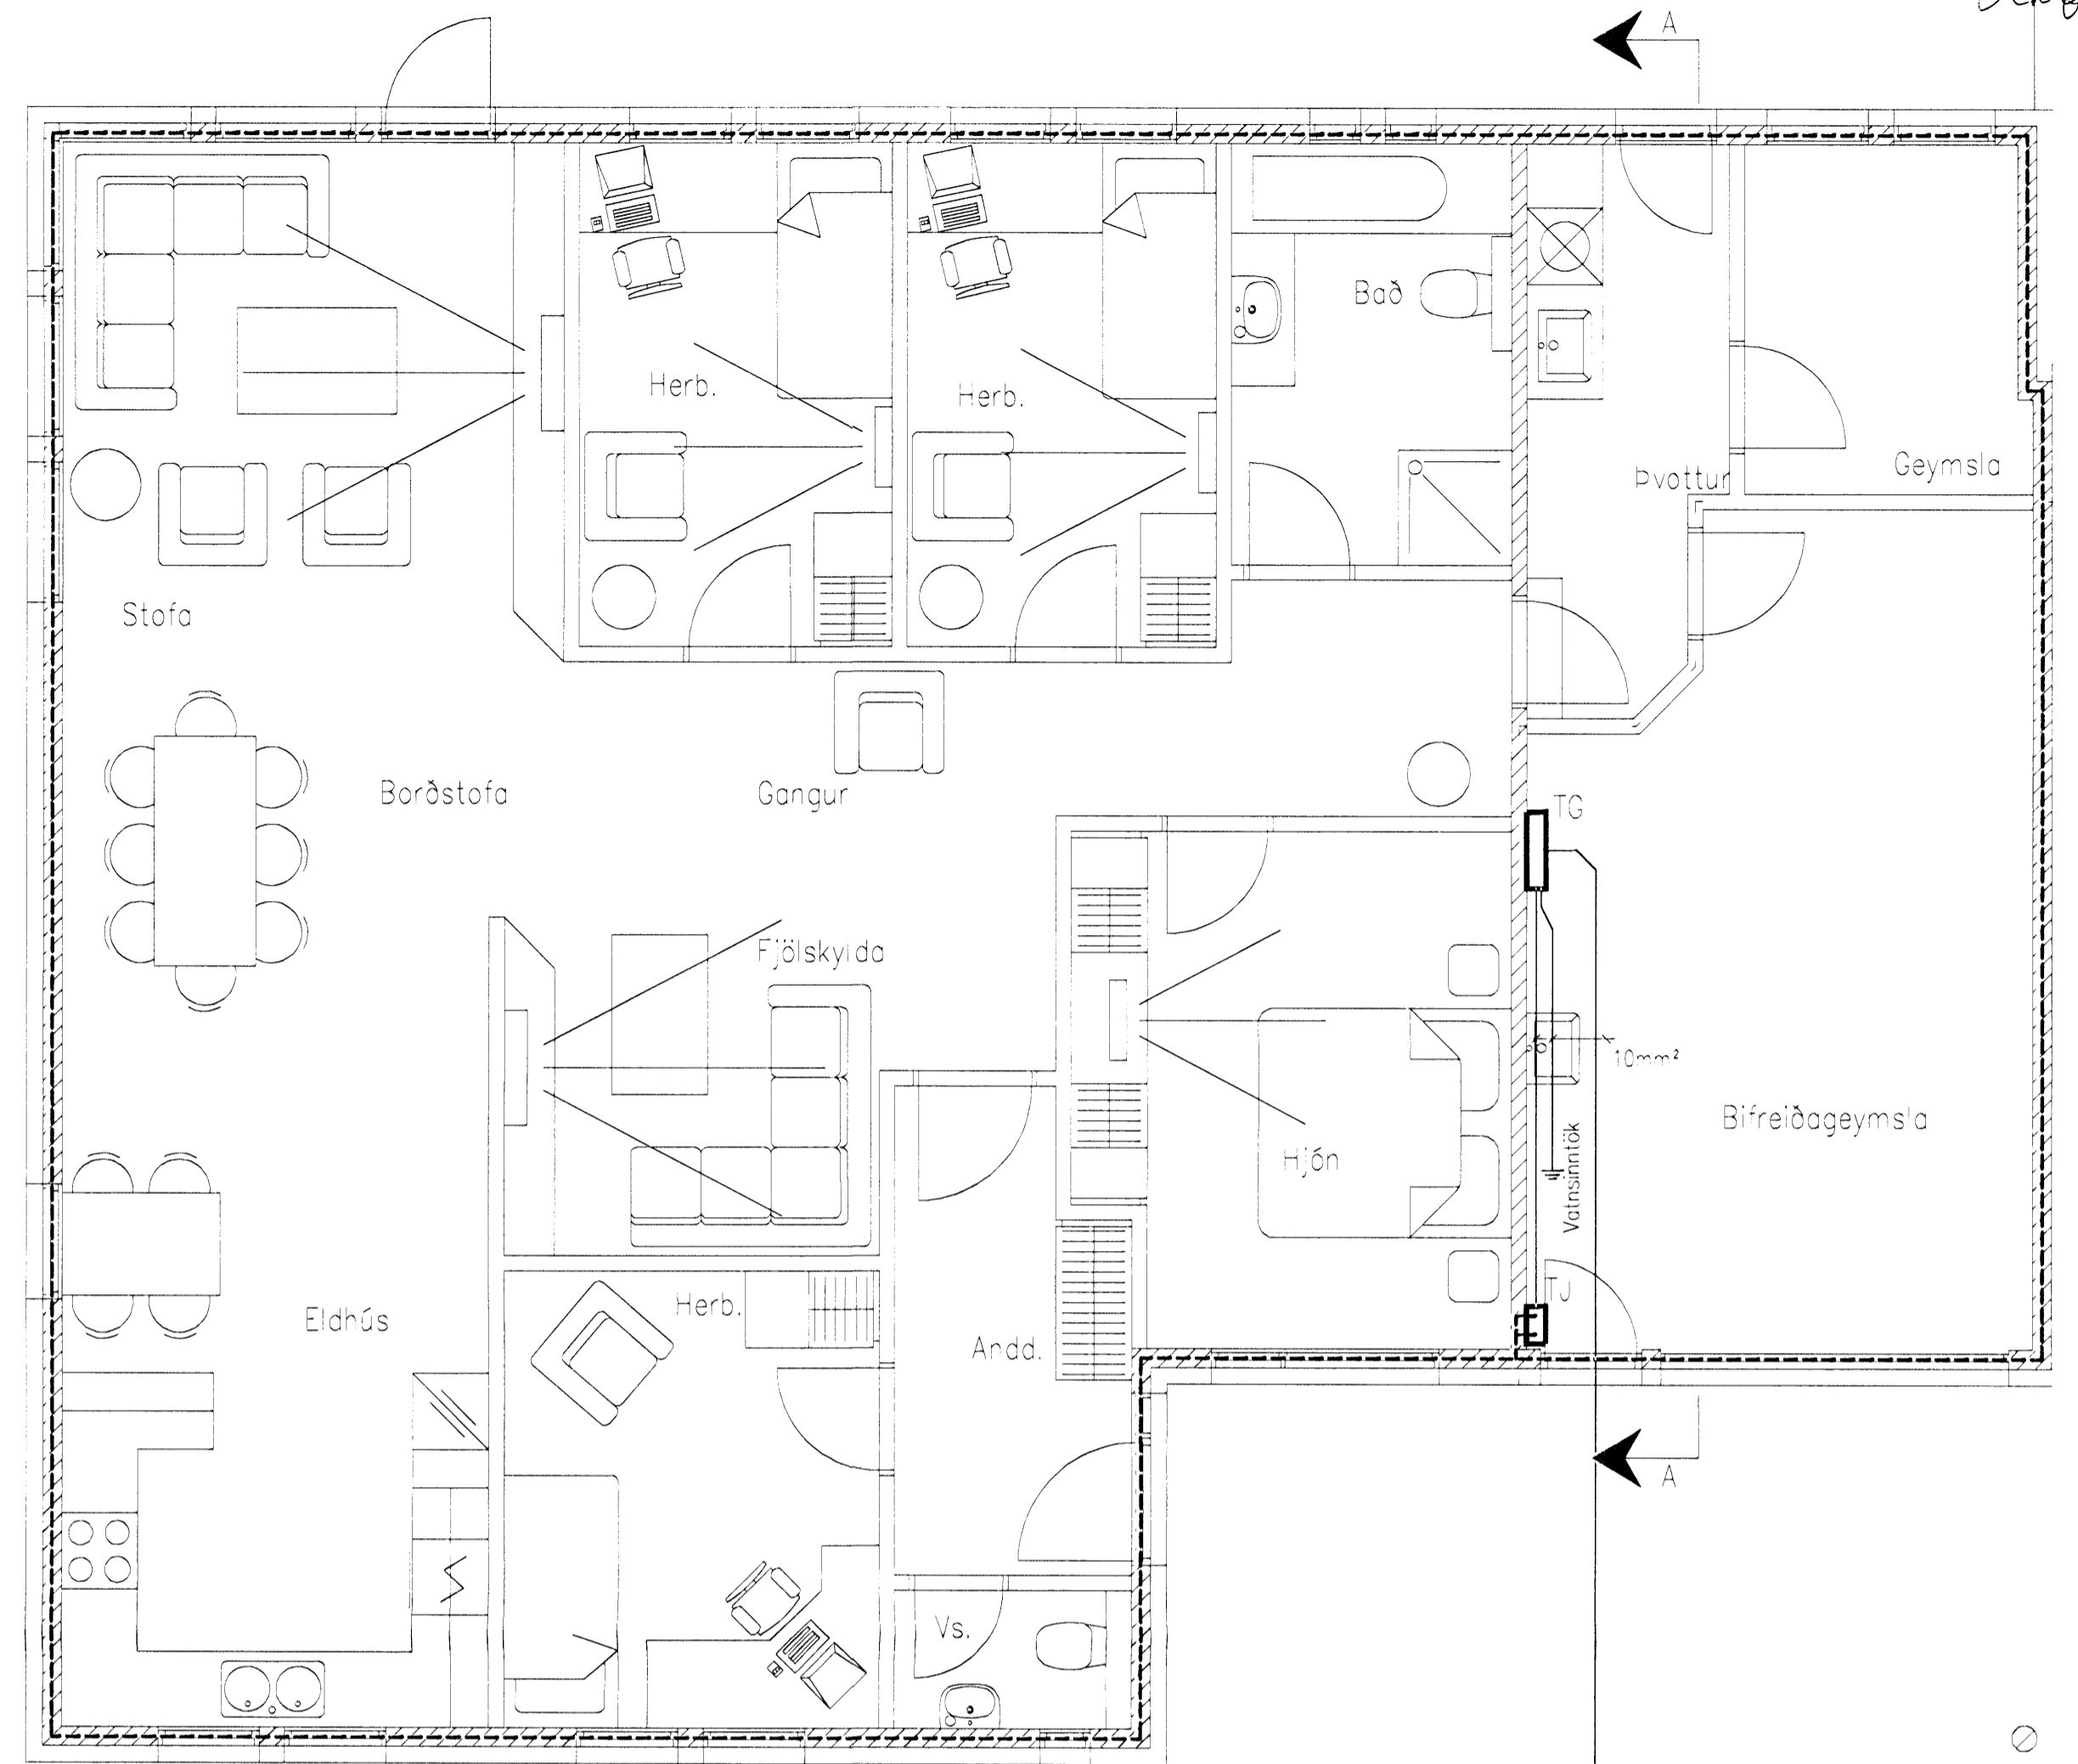 A
Bað
Herb.
Herb.
Þvottur
Geymsla
Stofa
Borðstofa
Gangur
TG
Fjölskylda
10mm²
Bifreiðageymsla
Hjón
Vatnsinntök
TJ
Herb.
Eldhús
Andd.
A
Vs.